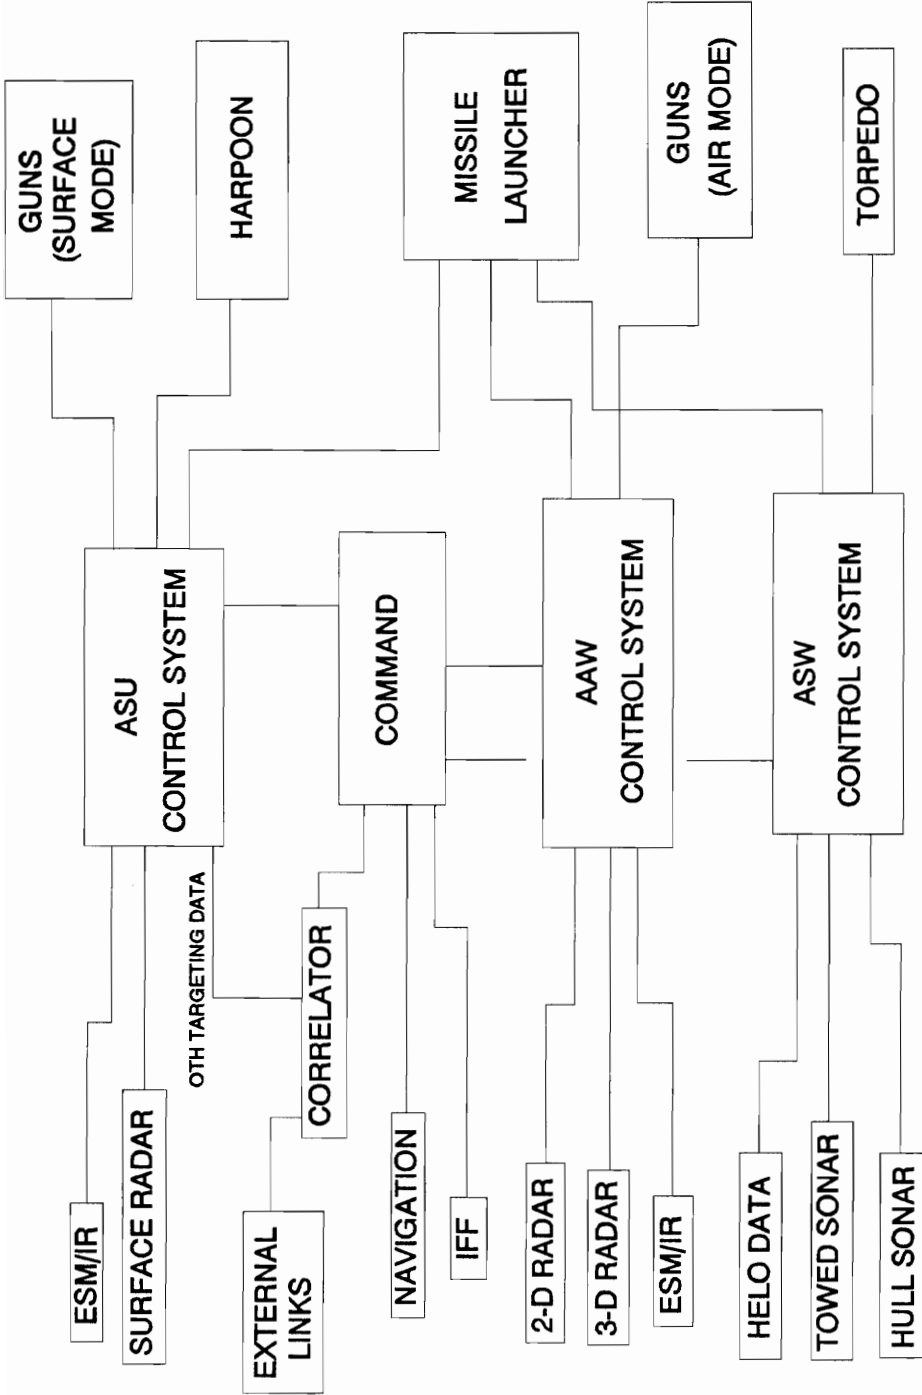 ESM/IR
SURFACE RADAR
EXTERNAL
LINKS
NAVIGATION
IFF
2-D RADAR
3-D RADAR
ESM/IR
HELO DATA
TOWED SONAR
HULL SONAR
OTH TARGETING DATA
CORRELATOR
ASU
CONTROL SYSTEM
COMMAND
AAW
CONTROL SYSTEM
ASW
CONTROL SYSTEM
GUNS
(SURFACE
MODE)
HARPOON
MISSILE
LAUNCHER
GUNS
(AIR MODE)
TORPEDO